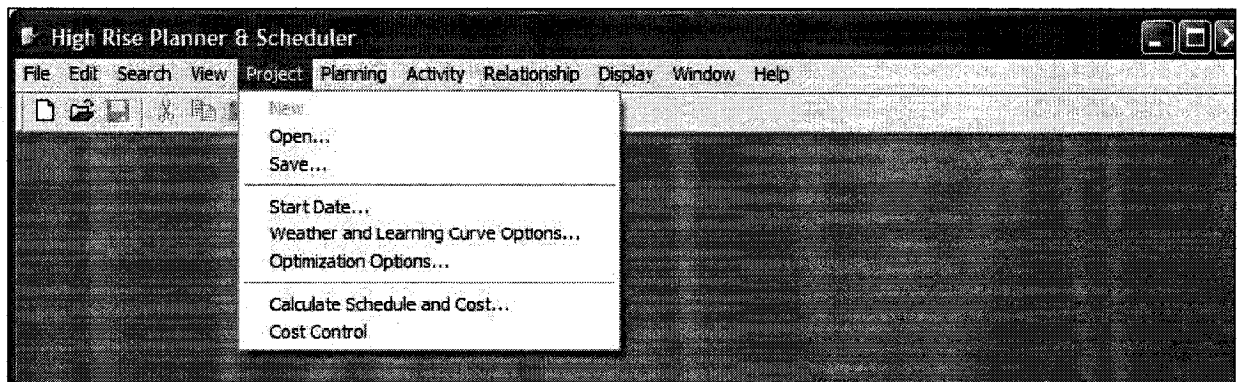 High Rise Planner & Scheduler
File Edit Search View Project Planning Activity Relationship Display Window Help
New
Open...
Save...
Start Date...
Weather and Learning Curve Options...
Optimization Options...
Calculate Schedule and Cost...
Cost Control